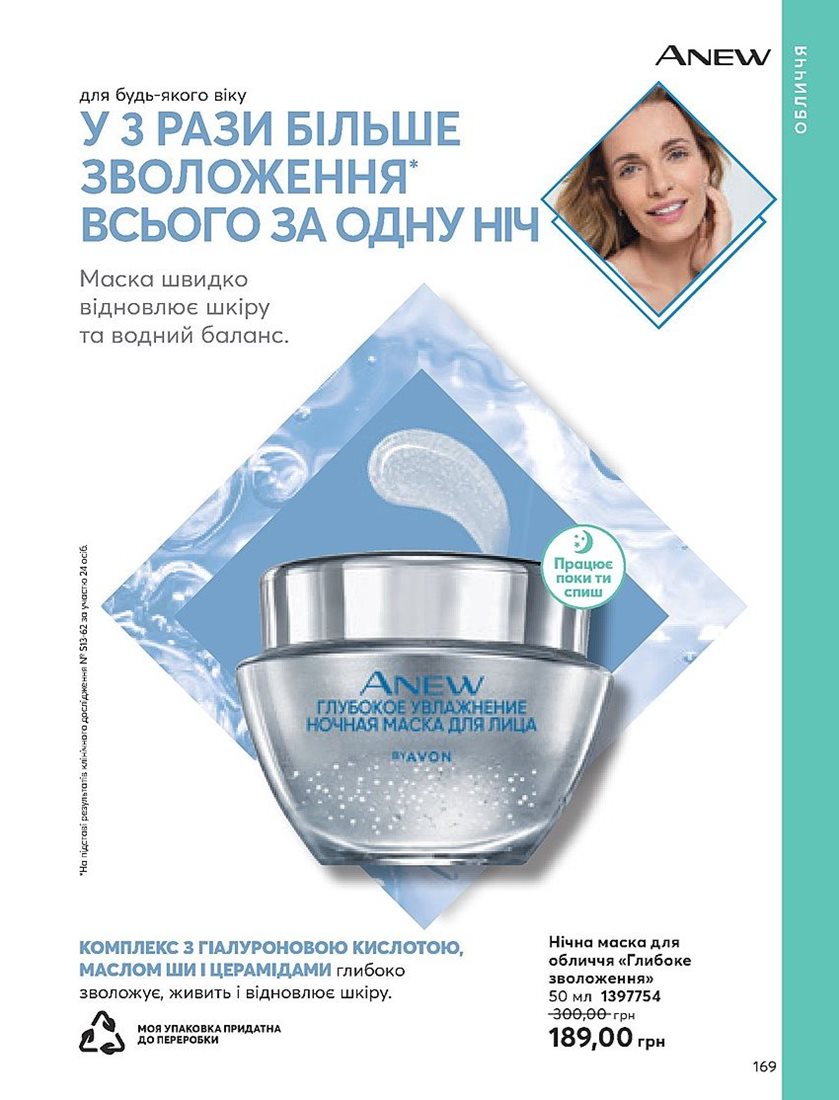 ANEW
ОБЛИЧЧЯ
для будь-якого віку
У 3 РАЗИ БІЛЬШЕ
ЗВОЛОЖЕННЯ*
ВСЬОГО ЗА ОДНУ НІЧ
Маска швидко
відновлює шкіру
та водний баланс.
Працює
поки ти
спиш
ANEW
ГЛУБОКОЕ УВЛАЖНЕНИЕ
НОЧНАЯ МАСКА ДЛЯ ЛИЦА
BY AVON
*На підставі результатів клінічного дослідження № S13-62 за участю 24 осіб.
КОМПЛЕКС З ГІАЛУРОНОВОЮ КИСЛОТОЮ,
МАСЛОМ ШИ І ЦЕРАМІДАМИ глибоко
зволожує, живить і відновлює шкіру.
МОЯ УПАКОВКА ПРИДАТНА
ДО ПЕРЕРОБКИ
Нічна маска для
обличчя «Глибоке
зволоження»
50 мл 1397754
300,00 грн
189,00 грн
169